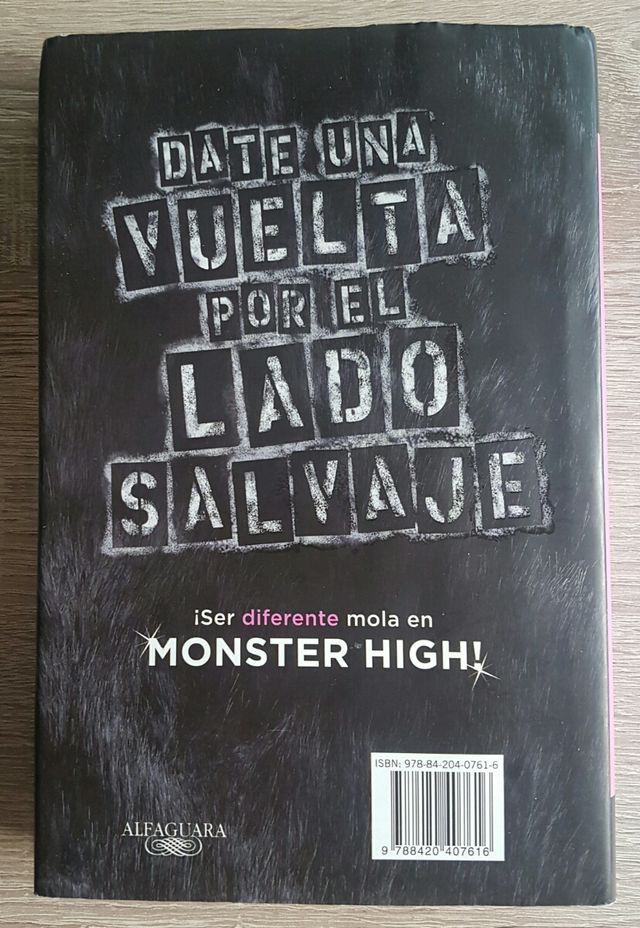 DATE UNA
VUELTA
POR EL
LADO
SALVAJE
¡Ser diferente mola en
MONSTER HIGH!
ISBN: 978-84-204-0761-6
9 788420 407616
ALFAGUARA